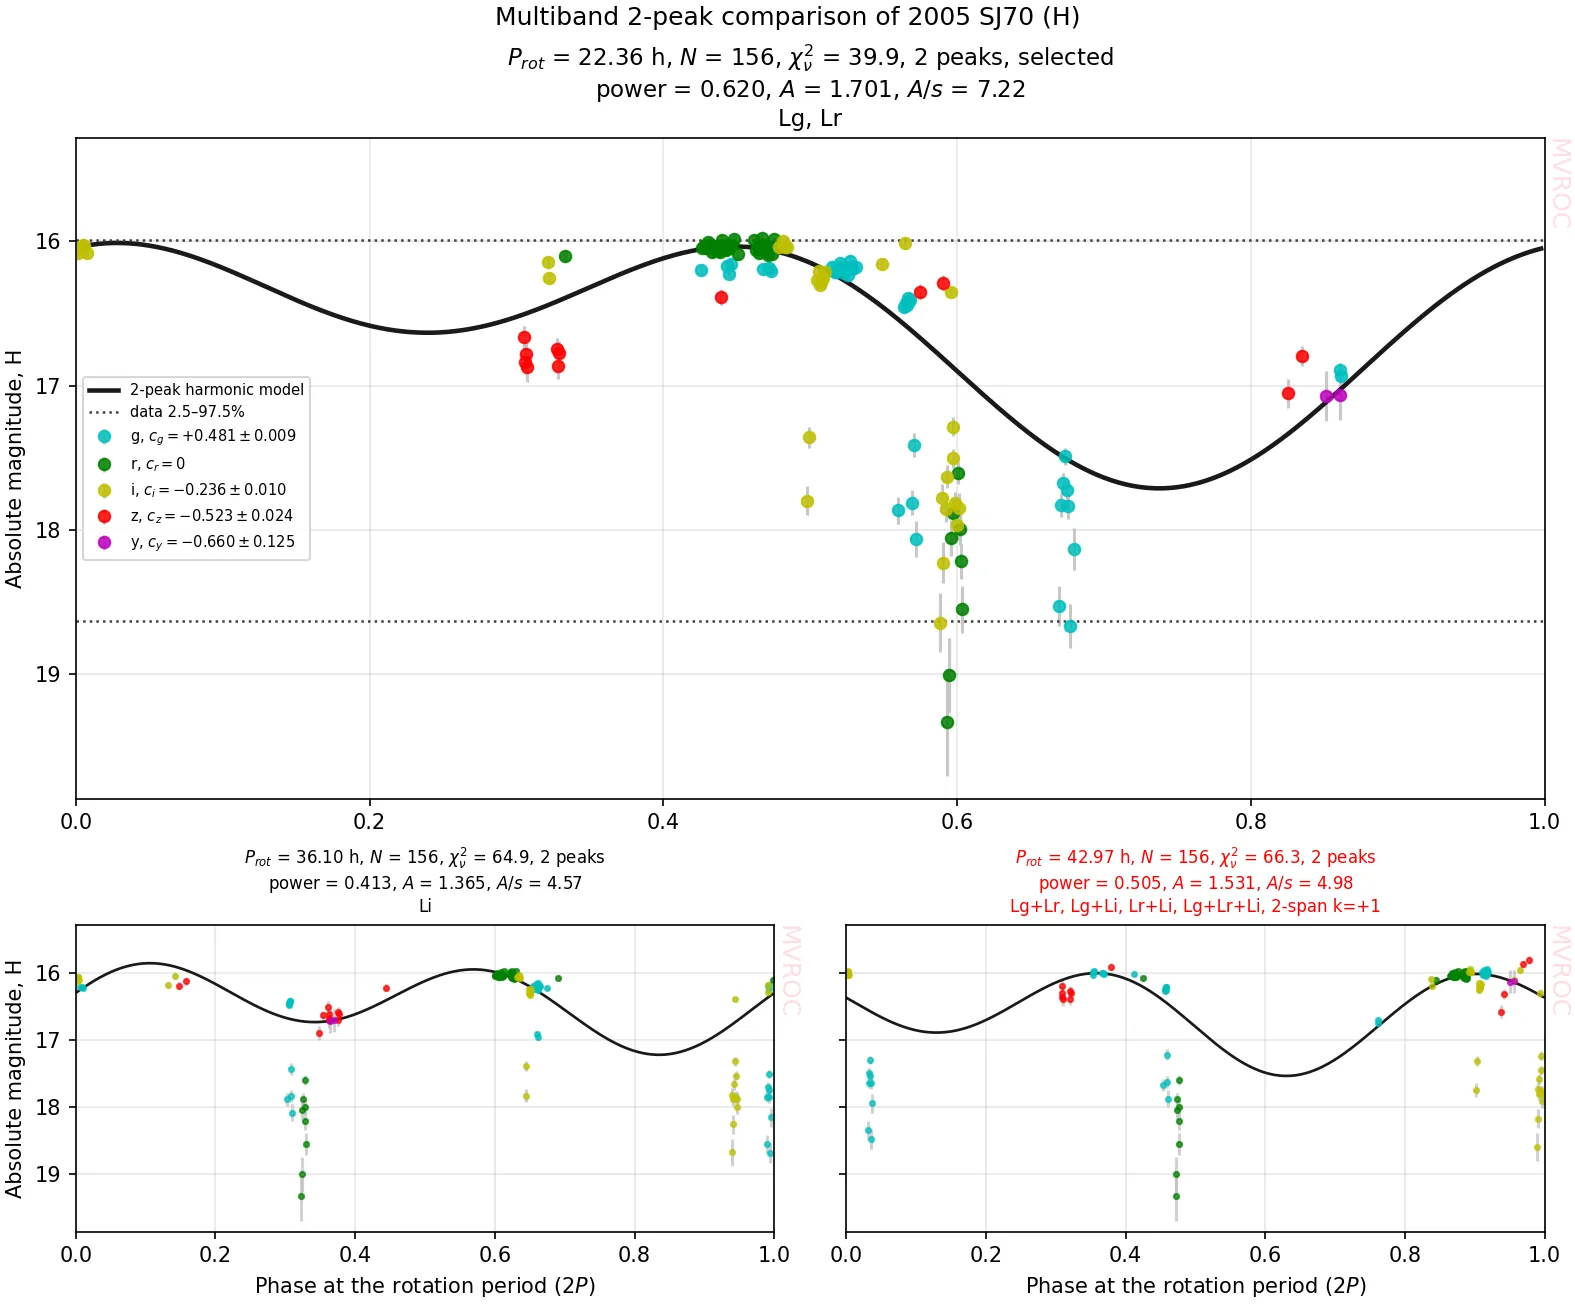 Multiband 2-peak comparison of 2005 SJ70 (H)
P_rot = 22.36 h, N = 156, χ²_ν = 39.9, 2 peaks, selected
power = 0.620, A = 1.701, A/s = 7.22
Lg, Lr
MVROC
Absolute magnitude, H
16
17
18
19
2-peak harmonic model
data 2.5–97.5%
g, c_g = +0.481 ± 0.009
r, c_r = 0
i, c_i = −0.236 ± 0.010
z, c_z = −0.523 ± 0.024
y, c_y = −0.660 ± 0.125
0.0 0.2 0.4 0.6 0.8 1.0
P_rot = 36.10 h, N = 156, χ²_ν = 64.9, 2 peaks
power = 0.413, A = 1.365, A/s = 4.57
Li
MVROC
Absolute magnitude, H
16
17
18
19
0.0 0.2 0.4 0.6 0.8 1.0
Phase at the rotation period (2P)
P_rot = 42.97 h, N = 156, χ²_ν = 66.3, 2 peaks
power = 0.505, A = 1.531, A/s = 4.98
Lg+Lr, Lg+Li, Lr+Li, Lg+Lr+Li, 2-span k=+1
MVROC
0.0 0.2 0.4 0.6 0.8 1.0
Phase at the rotation period (2P)